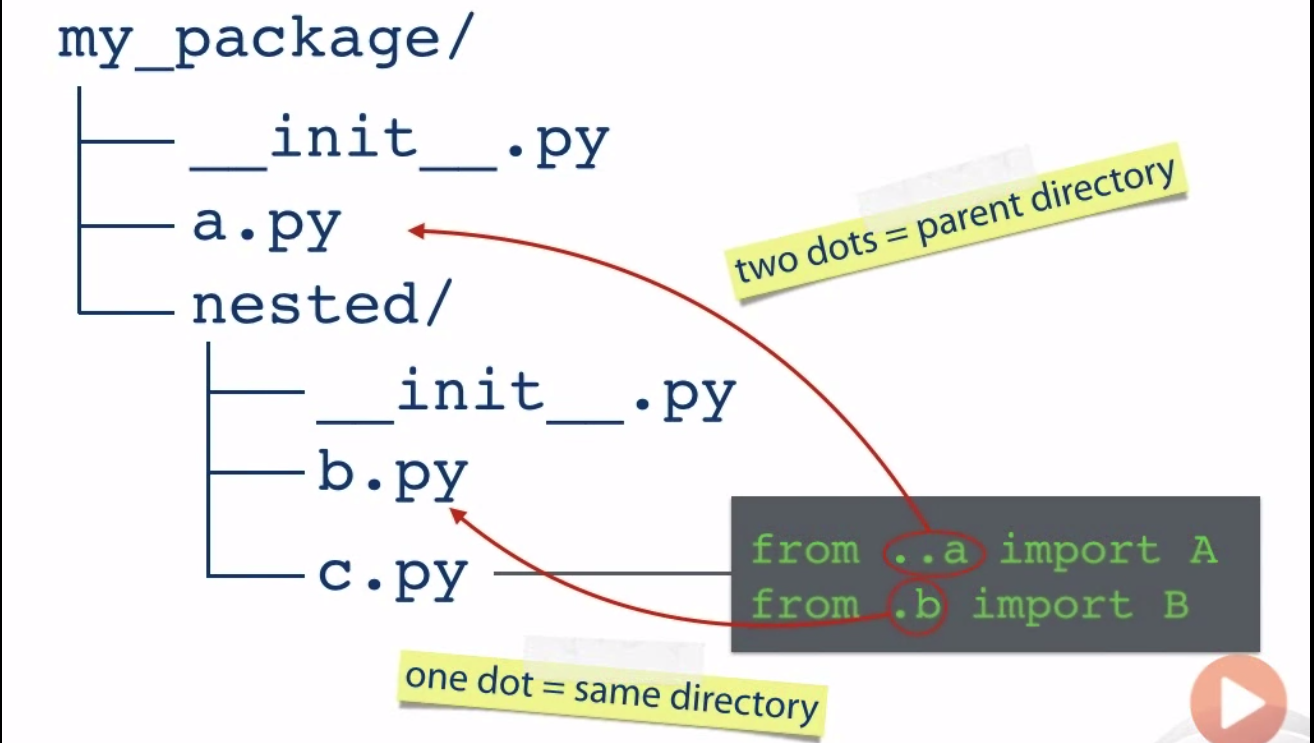 my_package/
__init__.py
a.py
two dots = parent directory
nested/
__init__.py
b.py
c.py
from ..a import A
from .b import B
one dot = same directory